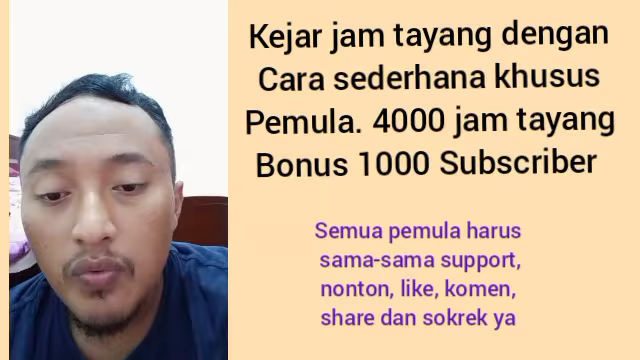 Kejar jam tayang dengan
Cara sederhana khusus
Pemula. 4000 jam tayang
Bonus 1000 Subscriber
Semua pemula harus
sama-sama support,
nonton, like, komen,
share dan sokrek ya